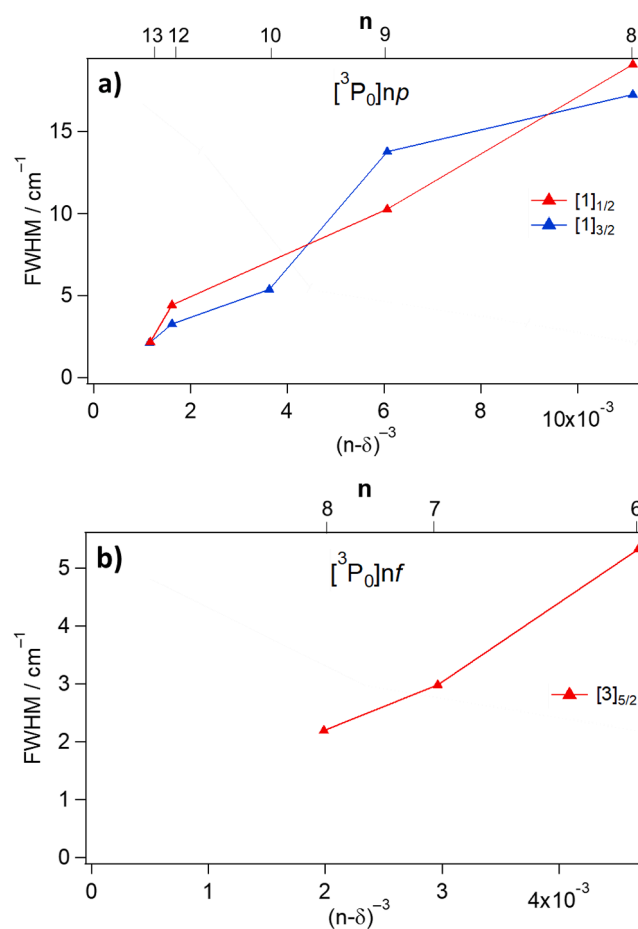 n
13 12 10 9 8
a)
[³P₀]np
15
10
5
0
FWHM / cm⁻¹
[1]₁/₂
[1]₃/₂
0 2 4 6 8 10x10⁻³
(n-δ)⁻³
n
8 7 6
b)
[³P₀]nf
5
4
3
2
1
0
FWHM / cm⁻¹
[3]₅/₂
0 1 2 3 4x10⁻³
(n-δ)⁻³